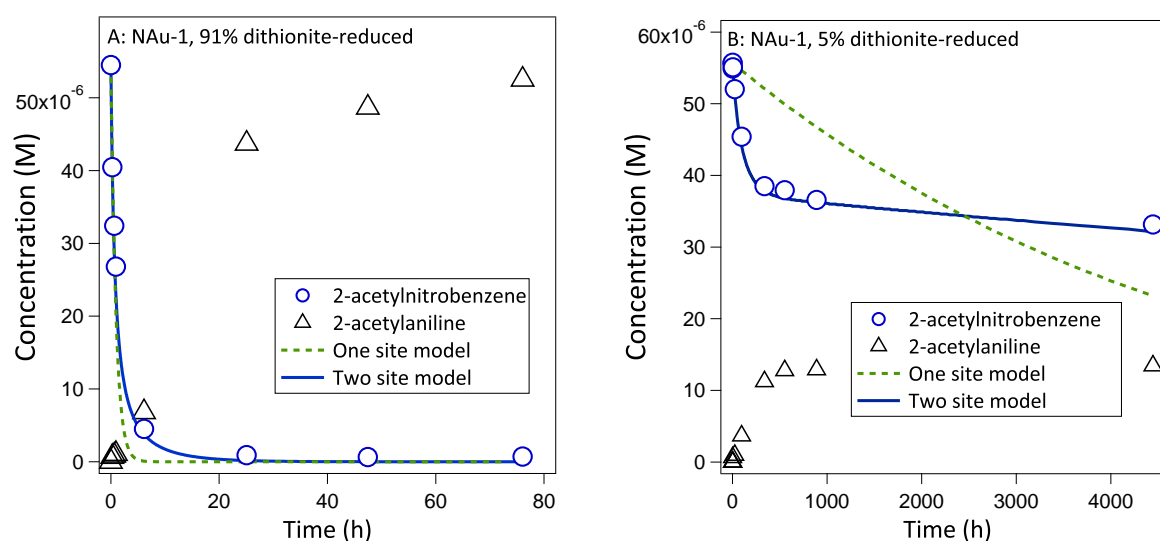 A: NAu-1, 91% dithionite-reduced
Concentration (M)
50x10⁻⁶
40
30
20
10
0
0 20 40 60 80
Time (h)
2-acetylnitrobenzene
2-acetylaniline
One site model
Two site model
B: NAu-1, 5% dithionite-reduced
Concentration (M)
60x10⁻⁶
50
40
30
20
10
0
0 1000 2000 3000 4000
Time (h)
2-acetylnitrobenzene
2-acetylaniline
One site model
Two site model